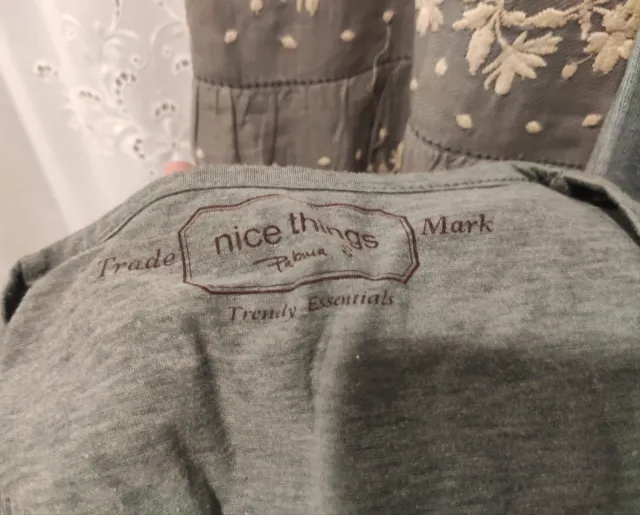 Trade Mark
nice things
Paloma S
Trendy Essentials